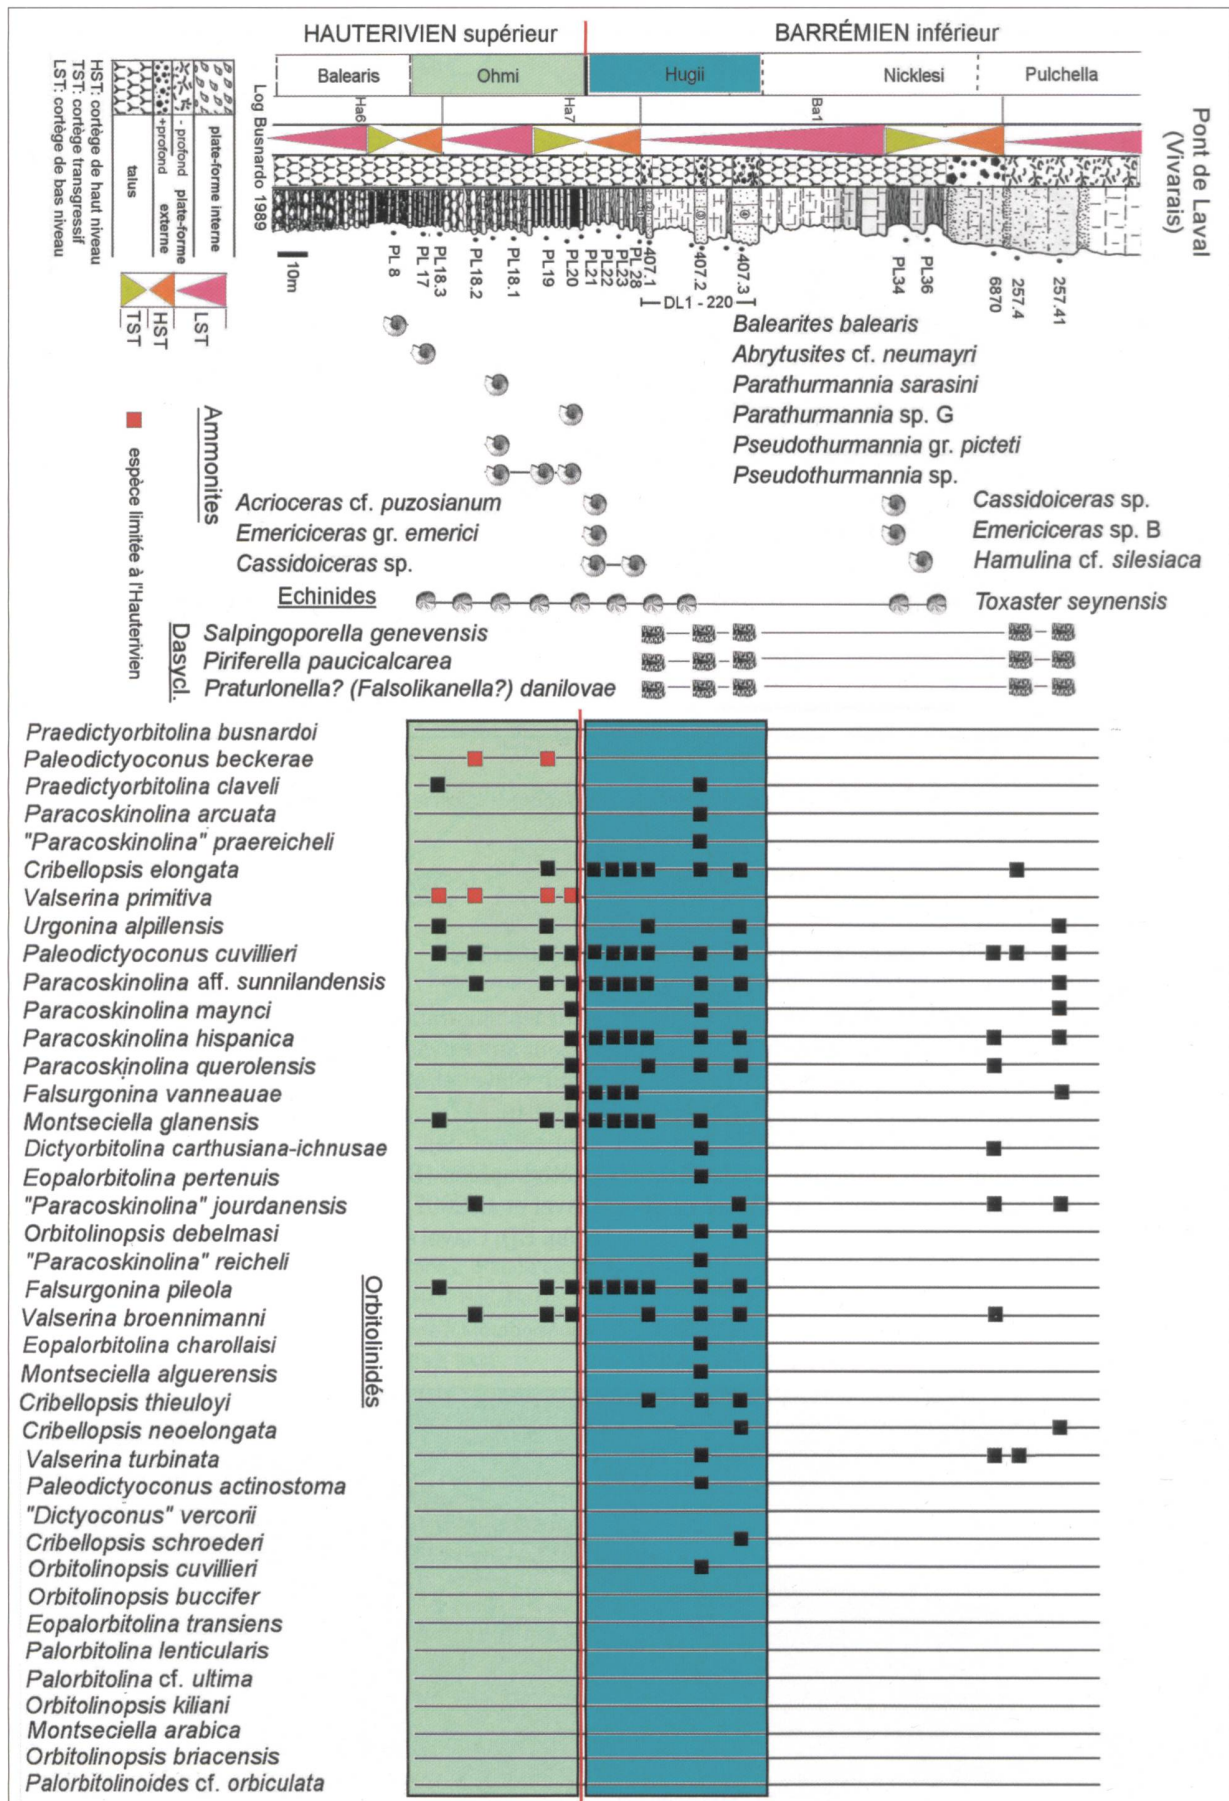 HAUTERIVIEN supérieur
BARRÉMIEN inférieur
Balearis
Ohmi
Hugii
Nicklesi
Pulchella
Pont de Laval
(Vivarais)
Ha6
Ha7
Ba1
Log Busnardo 1989
plate-forme interne
- profond
+profond
plate-forme
externe
talus
HST: cortège de haut niveau
TST: cortège transgressif
LST: cortège de bas niveau
LST
HST
TST
10m
PL 8
PL 17
PL18.3
PL18.2
PL18.1
PL19
PL20
PL21
PL22
PL23
PL 28
407.1
407.2
407.3
DL1 - 220
PL34
PL36
6870
257.4
257.41
espèce limitée à l'Hauterivien
Ammonites
Balearites balearis
Abrytusites cf. neumayri
Parathurmannia sarasini
Parathurmannia sp. G
Pseudothurmannia gr. picteti
Pseudothurmannia sp.
Acrioceras cf. puzosianum
Cassidoiceras sp.
Emericiceras gr. emerici
Emericiceras sp. B
Cassidoiceras sp.
Hamulina cf. silesiaca
Echinides
Toxaster seynensis
Dasycl.
Salpingoporella genevensis
Piriferella paucicalcarea
Praturlonella? (Falsolikanella?) danilovae
Orbitolinidés
Praedictyorbitolina busnardoi
Paleodictyoconus beckerae
Praedictyorbitolina claveli
Paracoskinolina arcuata
"Paracoskinolina" praereicheli
Cribellopsis elongata
Valserina primitiva
Urgonina alpillensis
Paleodictyoconus cuvillieri
Paracoskinolina aff. sunnilandensis
Paracoskinolina maynci
Paracoskinolina hispanica
Paracoskinolina querolensis
Falsurgonina vanneauae
Montseciella glanensis
Dictyorbitolina carthusiana-ichnusae
Eopalorbitolina pertenuis
"Paracoskinolina" jourdanensis
Orbitolinopsis debelmasi
"Paracoskinolina" reicheli
Falsurgonina pileola
Valserina broennimanni
Eopalorbitolina charollaisi
Montseciella alguerensis
Cribellopsis thieuloyi
Cribellopsis neoelongata
Valserina turbinata
Paleodictyoconus actinostoma
"Dictyoconus" vercorii
Cribellopsis schroederi
Orbitolinopsis cuvillieri
Orbitolinopsis buccifer
Eopalorbitolina transiens
Palorbitolina lenticularis
Palorbitolina cf. ultima
Orbitolinopsis kiliani
Montseciella arabica
Orbitolinopsis briacensis
Palorbitolinoides cf. orbiculata